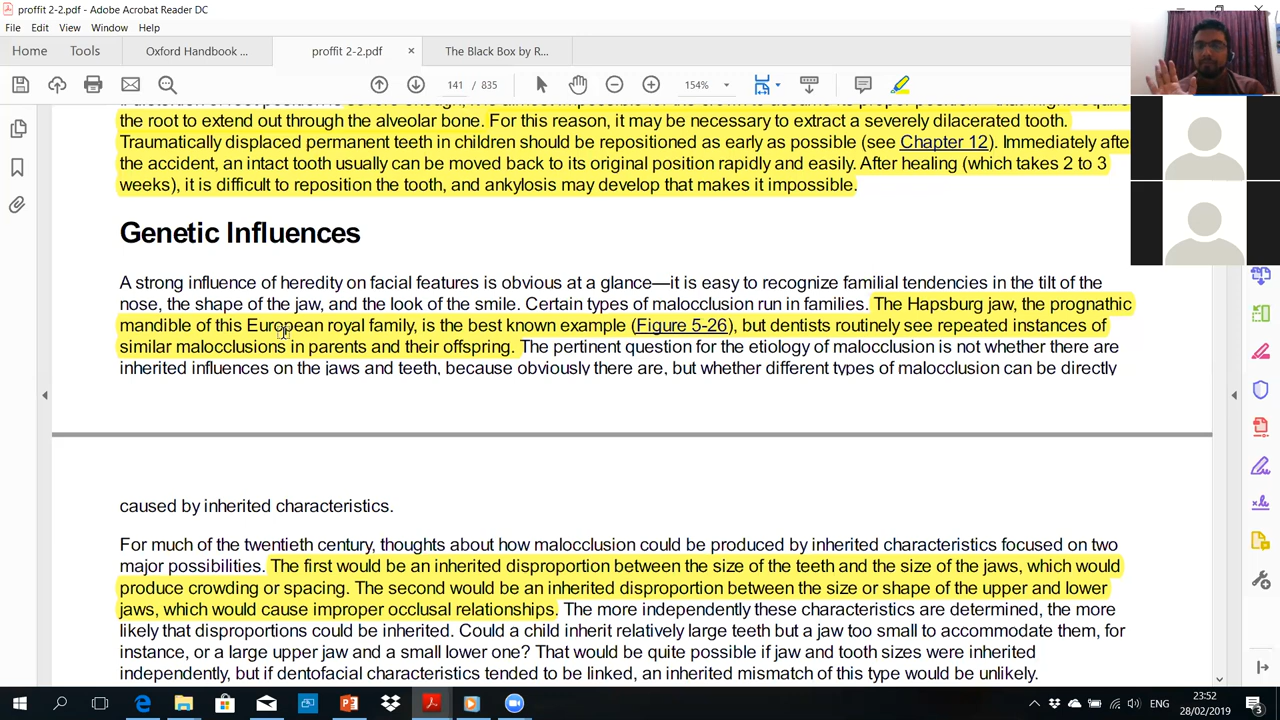 proffit 2-2.pdf - Adobe Acrobat Reader DC
File Edit View Window Help
Home Tools Oxford Handbook ... proffit 2-2.pdf × The Black Box by R...
141 / 835 154%
the root to extend out through the alveolar bone. For this reason, it may be necessary to extract a severely dilacerated tooth.
Traumatically displaced permanent teeth in children should be repositioned as early as possible (see Chapter 12). Immediately afte
the accident, an intact tooth usually can be moved back to its original position rapidly and easily. After healing (which takes 2 to 3
weeks), it is difficult to reposition the tooth, and ankylosis may develop that makes it impossible.
Genetic Influences
A strong influence of heredity on facial features is obvious at a glance—it is easy to recognize familial tendencies in the tilt of the
nose, the shape of the jaw, and the look of the smile. Certain types of malocclusion run in families. The Hapsburg jaw, the prognathic
mandible of this European royal family, is the best known example (Figure 5-26), but dentists routinely see repeated instances of
similar malocclusions in parents and their offspring. The pertinent question for the etiology of malocclusion is not whether there are
inherited influences on the jaws and teeth, because obviously there are, but whether different types of malocclusion can be directly
caused by inherited characteristics.
For much of the twentieth century, thoughts about how malocclusion could be produced by inherited characteristics focused on two
major possibilities. The first would be an inherited disproportion between the size of the teeth and the size of the jaws, which would
produce crowding or spacing. The second would be an inherited disproportion between the size or shape of the upper and lower
jaws, which would cause improper occlusal relationships. The more independently these characteristics are determined, the more
likely that disproportions could be inherited. Could a child inherit relatively large teeth but a jaw too small to accommodate them, for
instance, or a large upper jaw and a small lower one? That would be quite possible if jaw and tooth sizes were inherited
independently, but if dentofacial characteristics tended to be linked, an inherited mismatch of this type would be unlikely.
ENG 23:52
28/02/2019 3